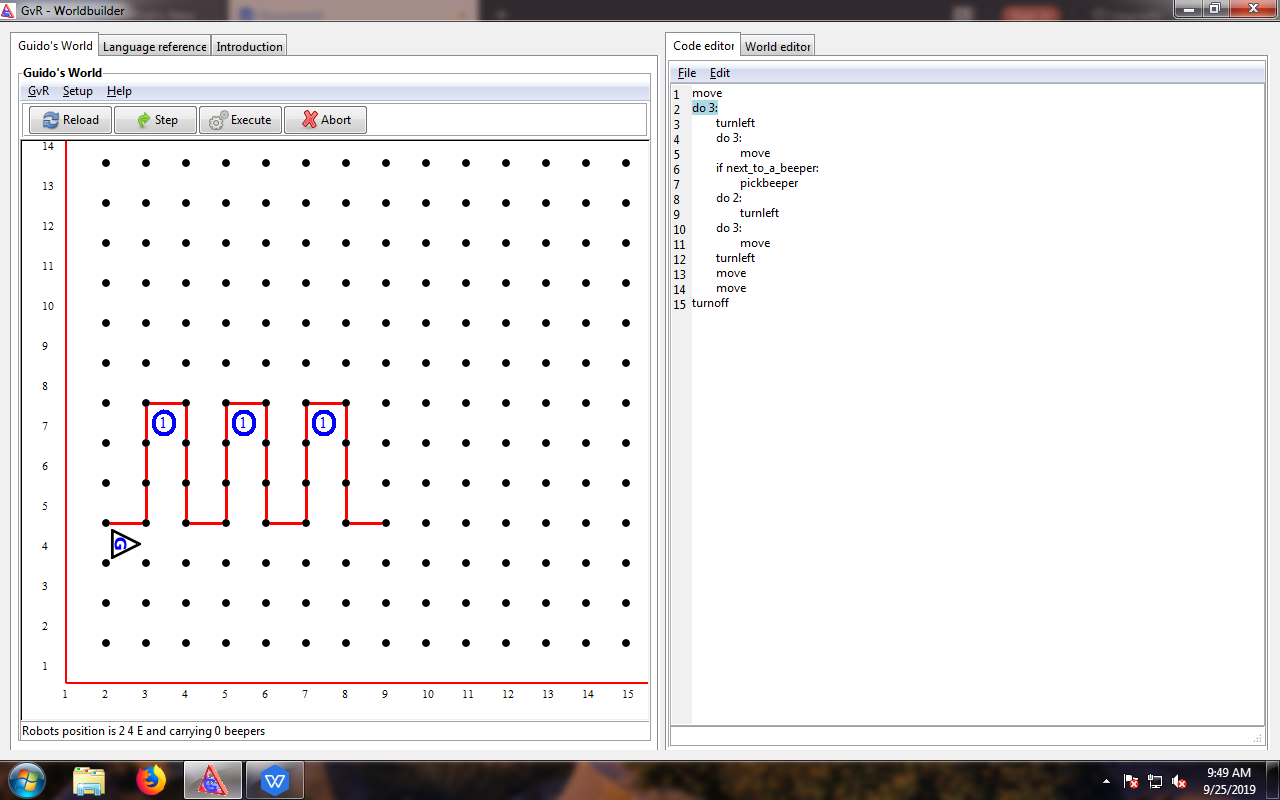 GvR - Worldbuilder
Guido's World Language reference Introduction
Guido's World
GvR Setup Help
Reload Step Execute Abort
14
13
12
11
10
9
8
7
6
5
4
3
2
1
1 1 1
G
1 2 3 4 5 6 7 8 9 10 11 12 13 14 15
Robots position is 2 4 E and carrying 0 beepers
Code editor World editor
File Edit
1 move
2 do 3:
3 turnleft
4 do 3:
5 move
6 if next_to_a_beeper:
7 pickbeeper
8 do 2:
9 turnleft
10 do 3:
11 move
12 turnleft
13 move
14 move
15 turnoff
9:49 AM
9/25/2019